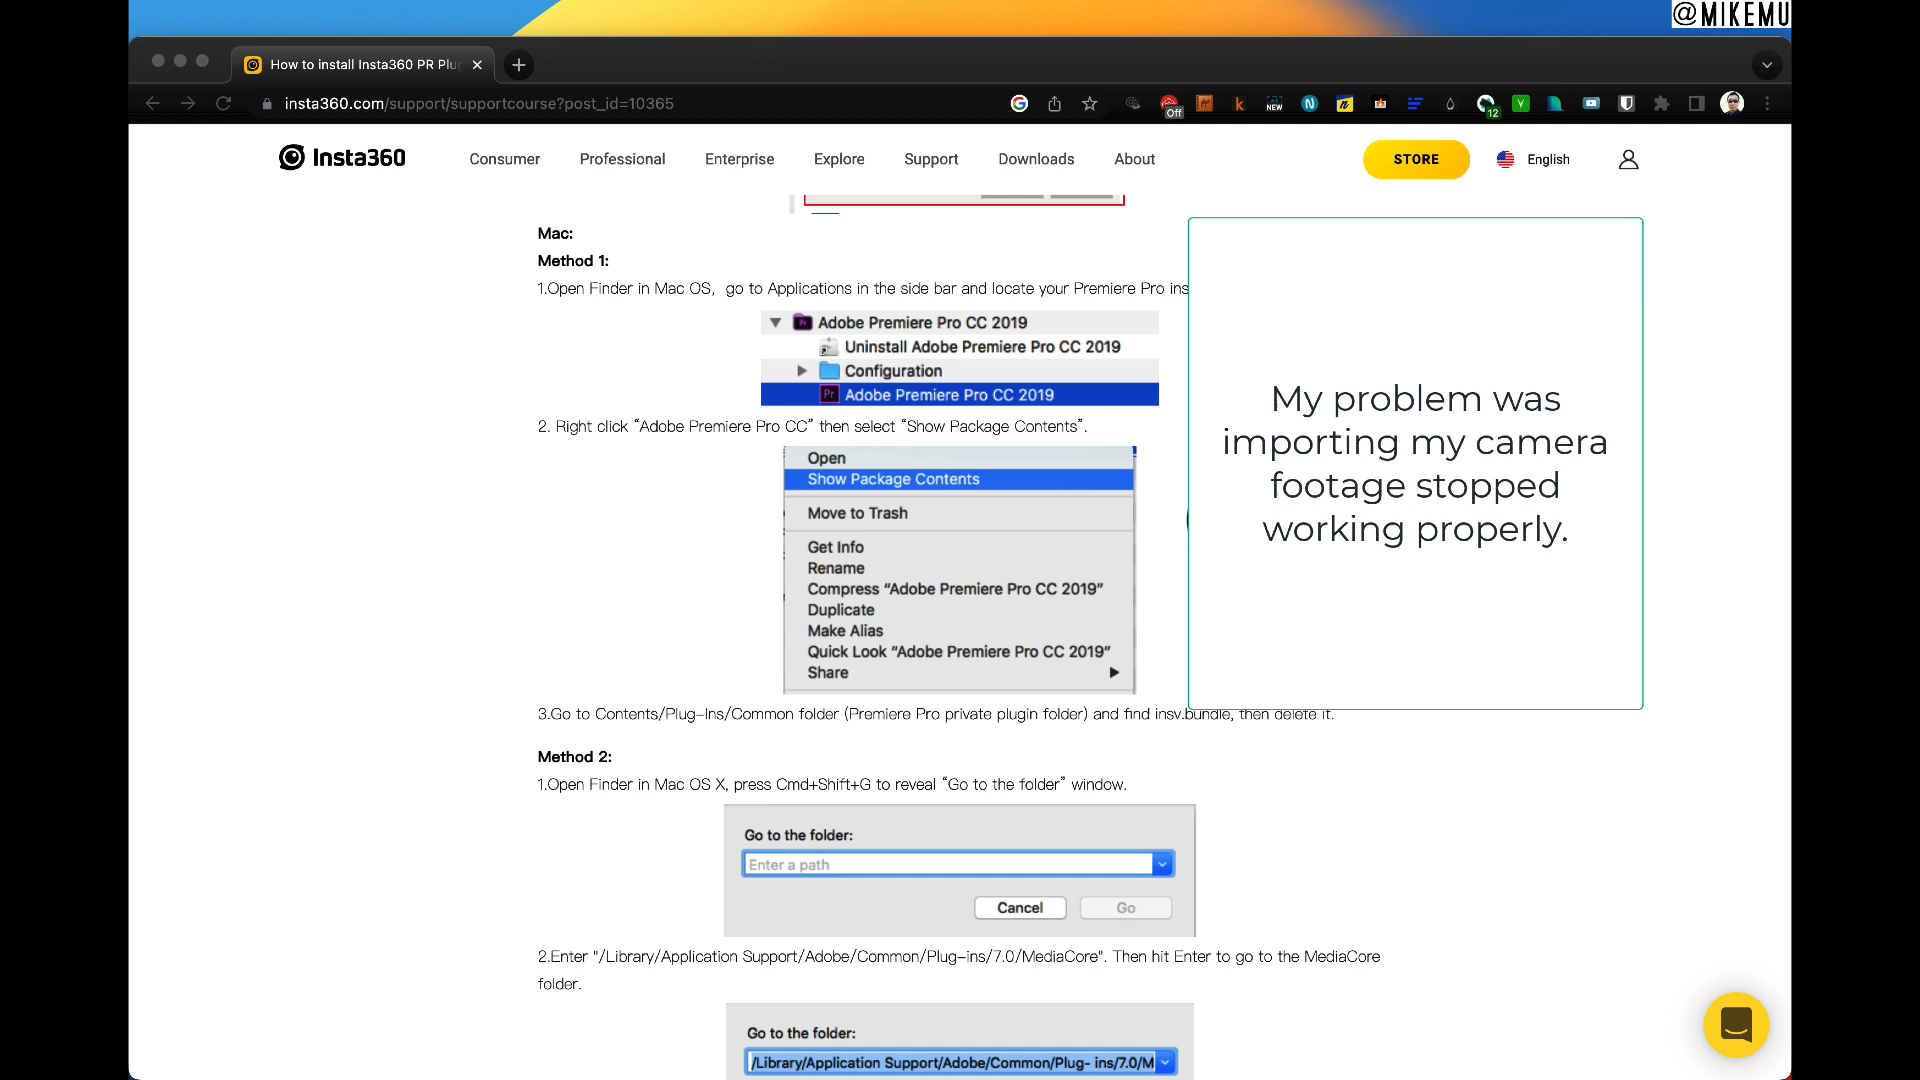 @MIKEMU
How to install Insta360 PR Plu
insta360.com/support/supportcourse?post_id=10365
Off
NEW
12
Insta360
Consumer
Professional
Enterprise
Explore
Support
Downloads
About
STORE
English
Mac:
Method 1:
1.Open Finder in Mac OS, go to Applications in the side bar and locate your Premiere Pro ins
Adobe Premiere Pro CC 2019
Uninstall Adobe Premiere Pro CC 2019
Configuration
Adobe Premiere Pro CC 2019
2. Right click “Adobe Premiere Pro CC” then select “Show Package Contents”.
Open
Show Package Contents
Move to Trash
Get Info
Rename
Compress “Adobe Premiere Pro CC 2019”
Duplicate
Make Alias
Quick Look “Adobe Premiere Pro CC 2019”
Share
My problem was
importing my camera
footage stopped
working properly.
3.Go to Contents/Plug-Ins/Common folder (Premiere Pro private plugin folder) and find insv.bundle, then delete it.
Method 2:
1.Open Finder in Mac OS X, press Cmd+Shift+G to reveal “Go to the folder” window.
Go to the folder:
Enter a path
Cancel
Go
2.Enter "/Library/Application Support/Adobe/Common/Plug-ins/7.0/MediaCore". Then hit Enter to go to the MediaCore
folder.
Go to the folder:
/Library/Application Support/Adobe/Common/Plug- ins/7.0/M